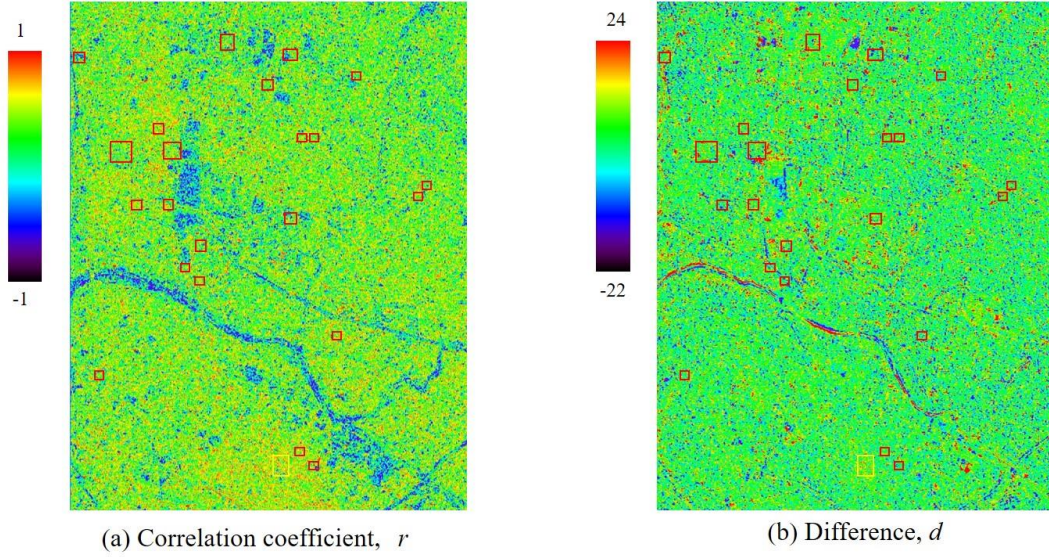 1
-1
24
-22
(a) Correlation coefficient, r
(b) Difference, d